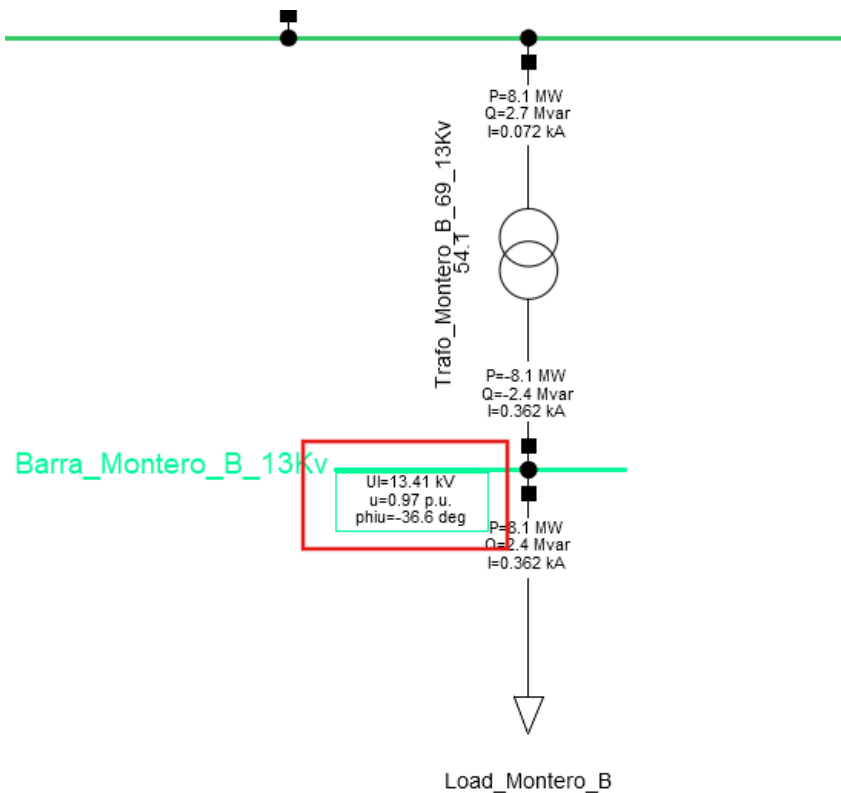 P=8.1 MW
Q=2.7 Mvar
I=0.072 kA
Trafo_Montero_B_69_13Kv
54.1
P=-8.1 MW
Q=-2.4 Mvar
I=0.362 kA
Barra_Montero_B_13Kv
Ul=13.41 kV
u=0.97 p.u.
phiu=-36.6 deg
P=8.1 MW
Q=2.4 Mvar
I=0.362 kA
Load_Montero_B